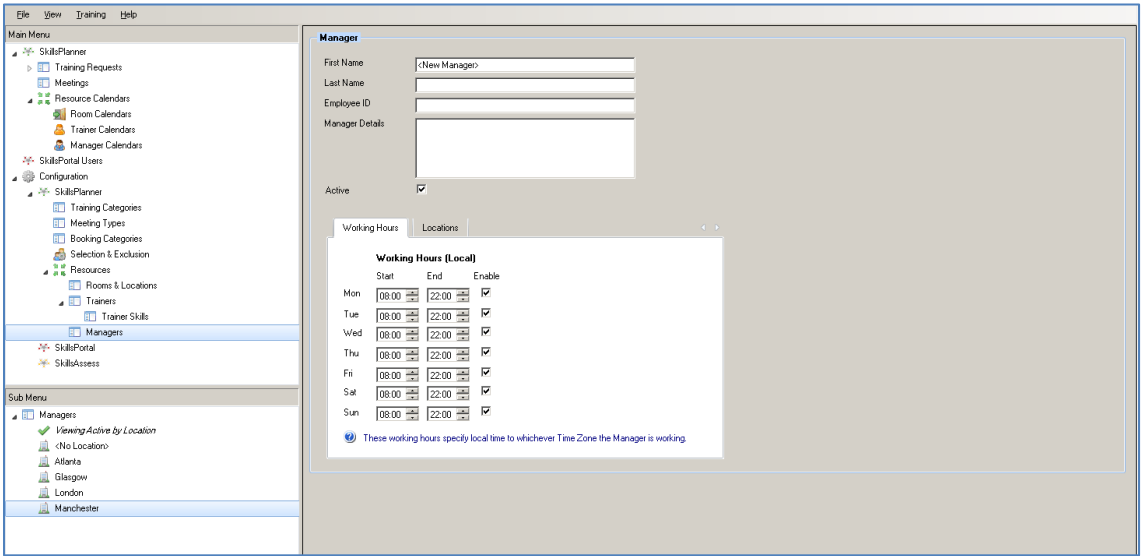 File View Training Help
Main Menu
SkillsPlanner
Training Requests
Meetings
Resource Calendars
Room Calendars
Trainer Calendars
Manager Calendars
SkillsPortal Users
Configuration
SkillsPlanner
Training Categories
Meeting Types
Booking Categories
Selection & Exclusion
Resources
Rooms & Locations
Trainers
Trainer Skills
Managers
SkillsPortal
SkillsAssess
Sub Menu
Managers
Viewing Active by Location
<No Location>
Atlanta
Glasgow
London
Manchester
Manager
First Name <New Manager>
Last Name
Employee ID
Manager Details
Active
Working Hours Locations
Working Hours (Local)
Start End Enable
Mon 08:00 22:00
Tue 08:00 22:00
Wed 08:00 22:00
Thu 08:00 22:00
Fri 08:00 22:00
Sat 08:00 22:00
Sun 08:00 22:00
These working hours specify local time to whichever Time Zone the Manager is working.